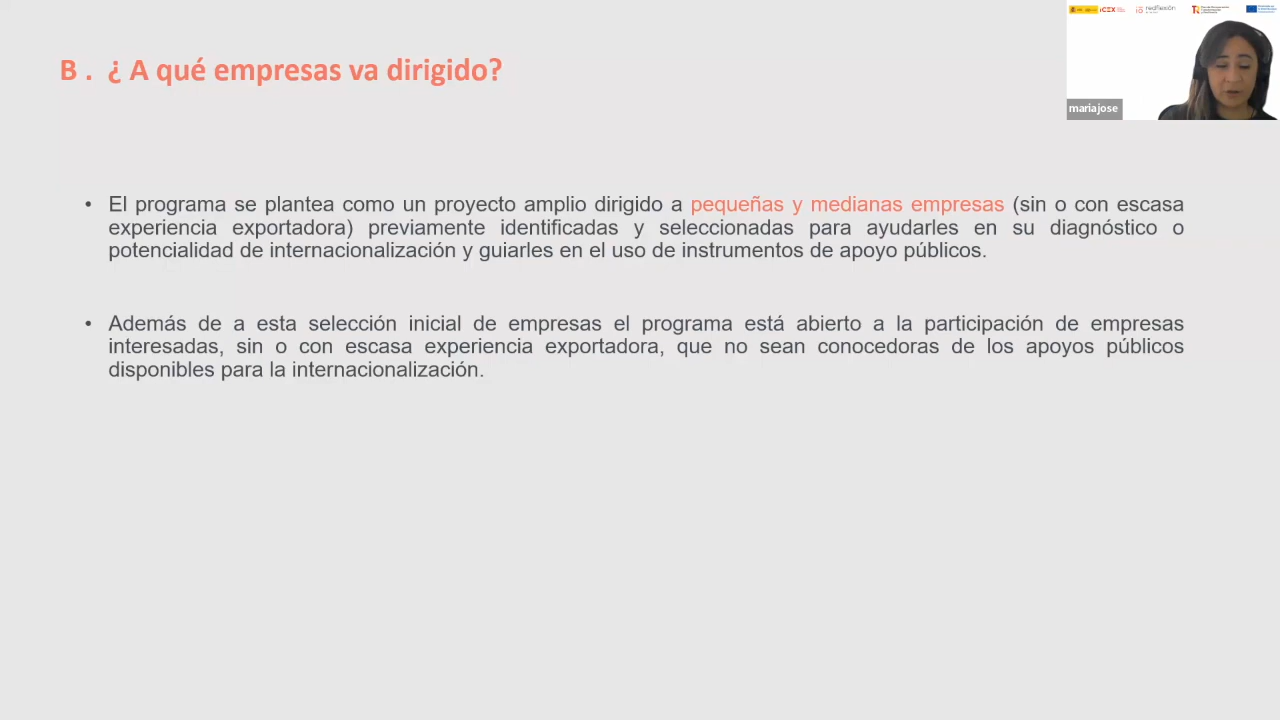 iCEX
redflexión
B . ¿ A qué empresas va dirigido?
mariajose
• El programa se plantea como un proyecto amplio dirigido a pequeñas y medianas empresas (sin o con escasa
experiencia exportadora) previamente identificadas y seleccionadas para ayudarles en su diagnóstico o
potencialidad de internacionalización y guiarles en el uso de instrumentos de apoyo públicos.
• Además de a esta selección inicial de empresas el programa está abierto a la participación de empresas
interesadas, sin o con escasa experiencia exportadora, que no sean conocedoras de los apoyos públicos
disponibles para la internacionalización.